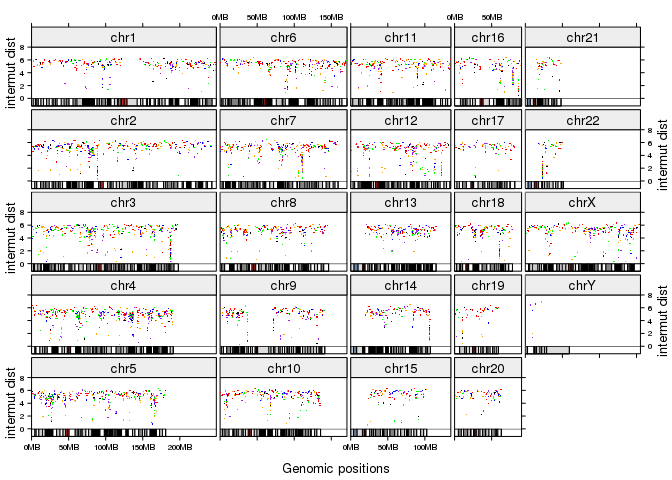 0MB 50MB 100MB 150MB 0MB 50MB
chr1 chr6 chr11 chr16 chr21
intermut dist 8 6 4 2 0
chr2 chr7 chr12 chr17 chr22
8 6 4 2 0 intermut dist
chr3 chr8 chr13 chr18 chrX
intermut dist 8 6 4 2 0
chr4 chr9 chr14 chr19 chrY
8 6 4 2 0 intermut dist
chr5 chr10 chr15 chr20
intermut dist 8 6 4 2 0
0MB 50MB 100MB 150MB 200MB 0MB 50MB 100MB
Genomic positions